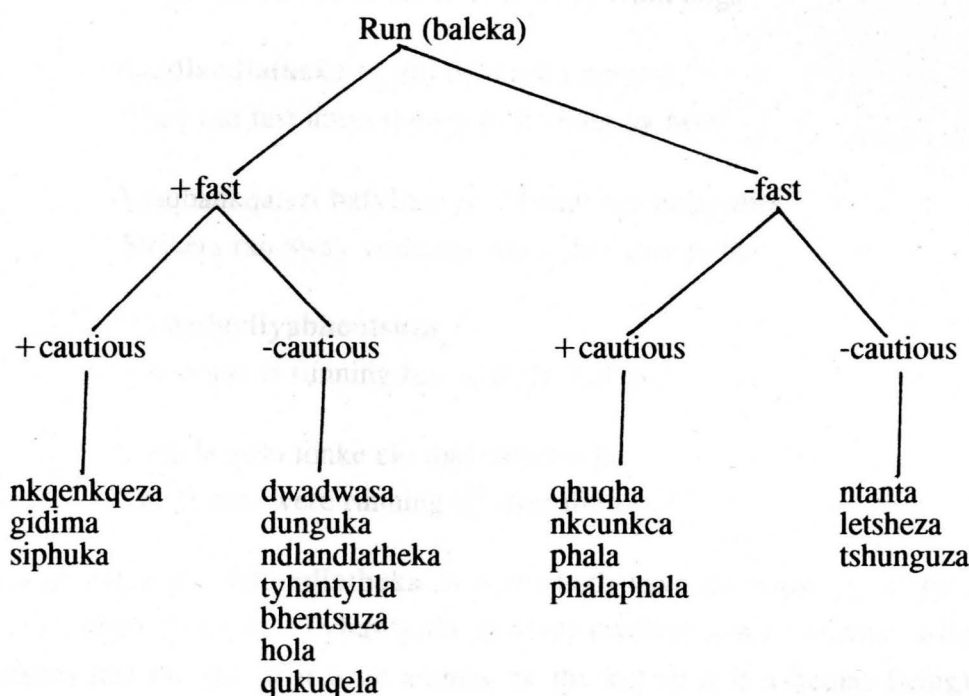 Run (baleka)
+fast -fast
+cautious -cautious +cautious -cautious
nkqenkqeza dwadwasa qhuqha ntanta
gidima dunguka nkcunkca letsheza
siphuka ndlandlatheka phala tshunguza
tyhantyula phalaphala
bhentsuza
hola
qukuqela